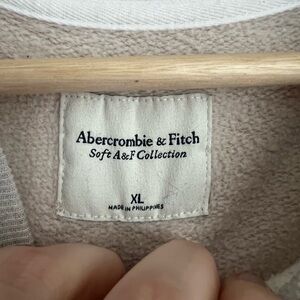 Abercrombie & Fitch
Soft A&F Collection
XL
MADE IN PHILIPPINES